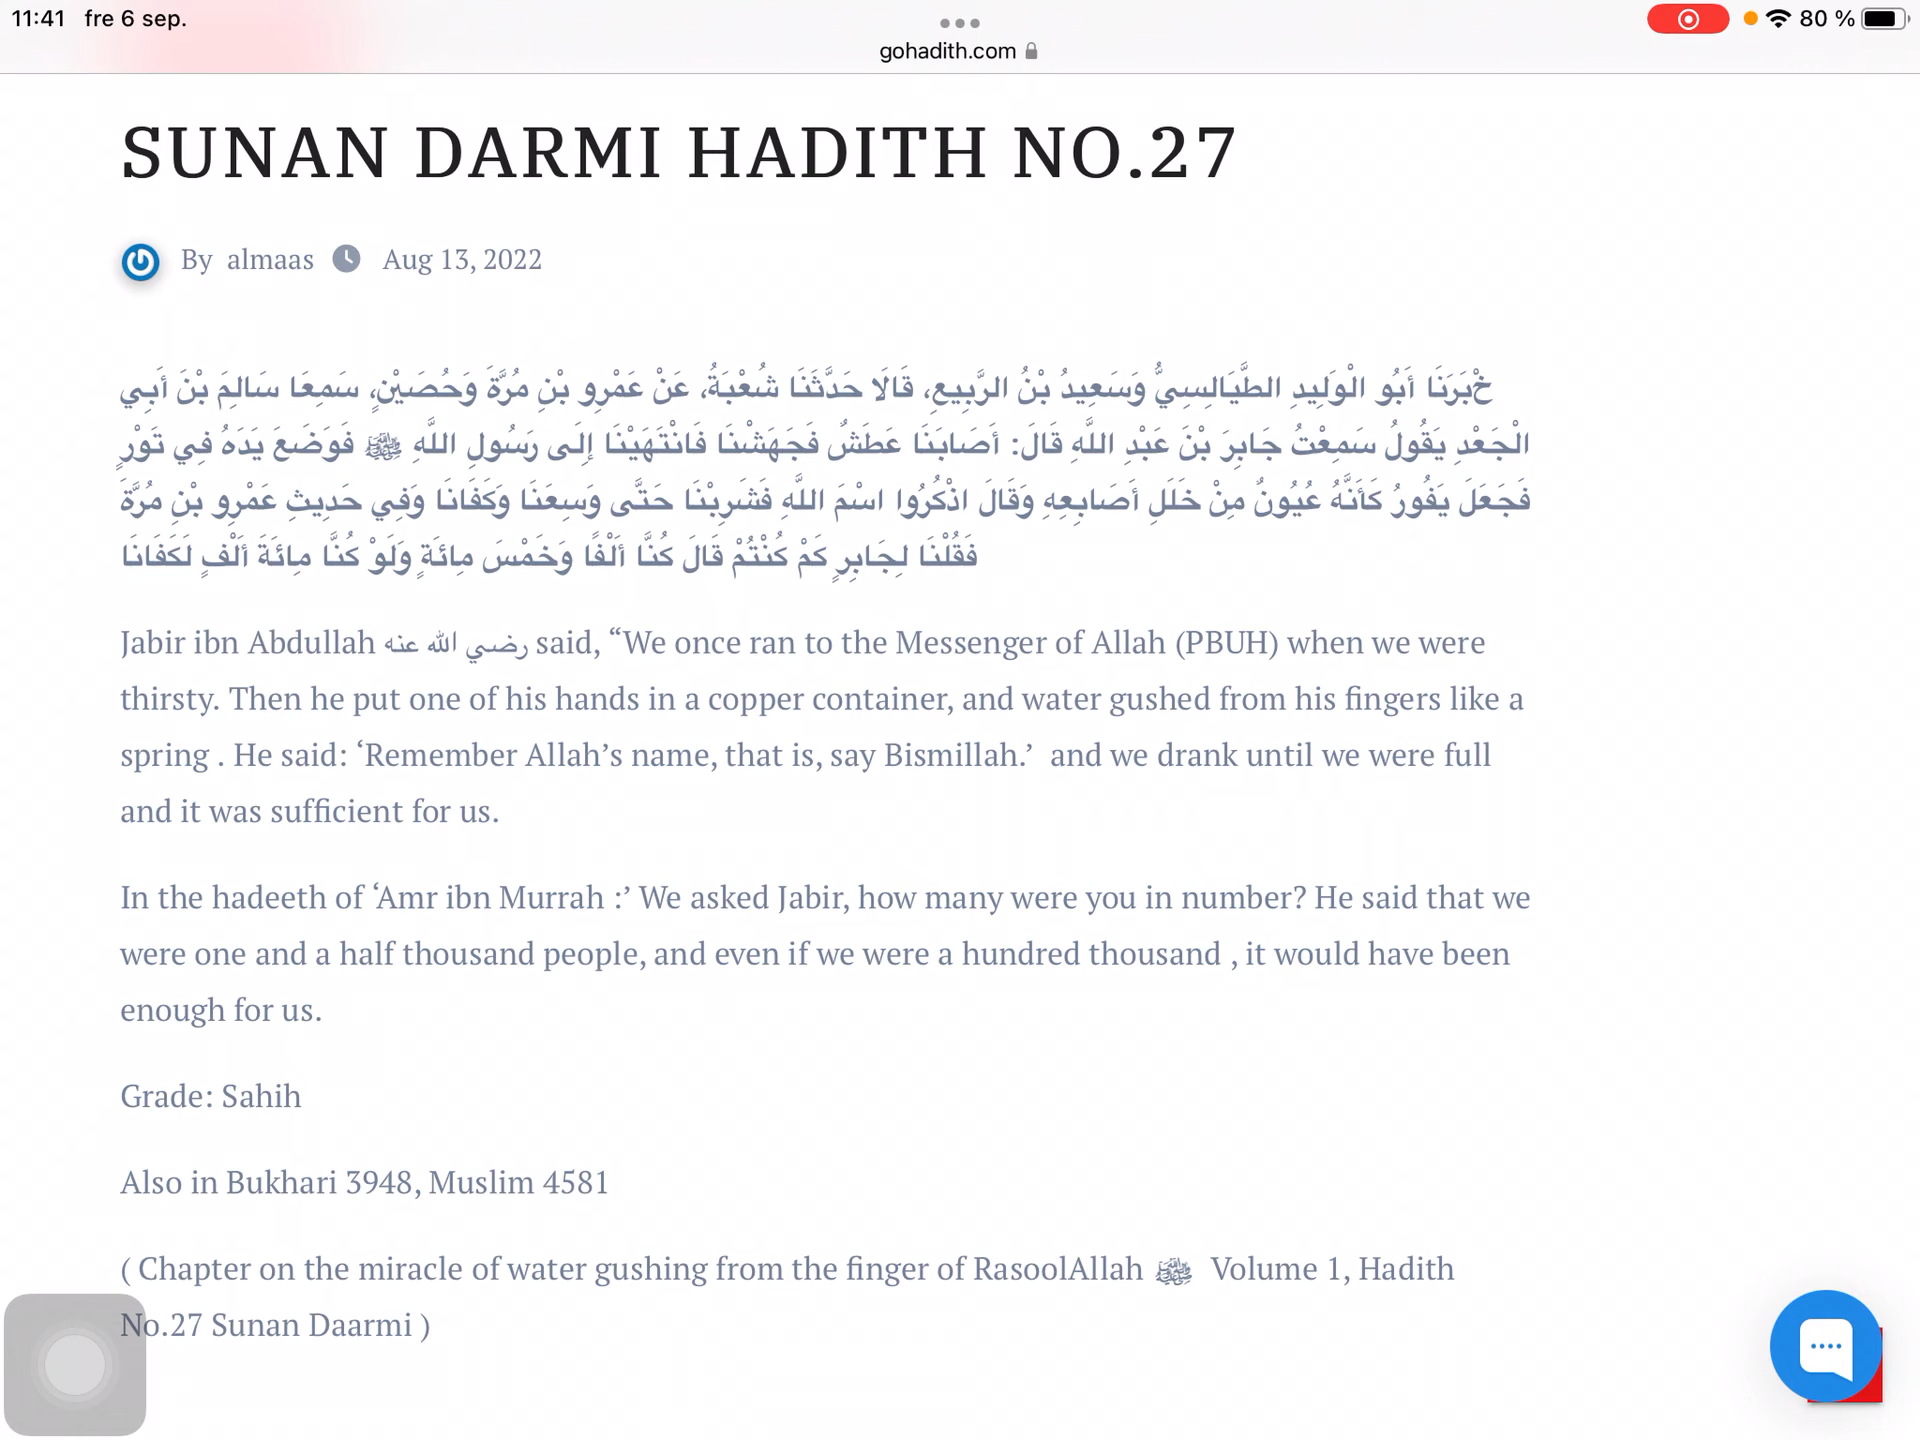 11:41 fre 6 sep.
80 %
gohadith.com
SUNAN DARMI HADITH NO.27
By almaas Aug 13, 2022
خْبَرَنَا أَبُو الْوَلِيدِ الطَّيَالِسِيُّ وَسَعِيدُ بْنُ الرَّبِيعِ، قَالَا حَدَّثَنَا شُعْبَةُ، عَنْ عَمْرِو بْنِ مُرَّةَ وَحُصَيْنٍ، سَمِعَا سَالِمَ بْنَ أَبِي
الْجَعْدِ يَقُولُ سَمِعْتُ جَابِرَ بْنَ عَبْدِ اللَّهِ قَالَ: أَصَابَنَا عَطَشٌ فَجَهَشْنَا فَانْتَهَيْنَا إِلَى رَسُولِ اللَّهِ ﷺ فَوَضَعَ يَدَهُ فِي تَوْرٍ
فَجَعَلَ يَفُورُ كَأَنَّهُ عُيُونٌ مِنْ خَلَلِ أَصَابِعِهِ وَقَالَ اذْكُرُوا اسْمَ اللَّهِ فَشَرِبْنَا حَتَّى وَسِعَنَا وَكَفَانَا وَفِي حَدِيثِ عَمْرِو بْنِ مُرَّةَ
فَقُلْنَا لِجَابِرٍ كَمْ كُنْتُمْ قَالَ كُنَّا أَلْفًا وَخَمْسَ مِائَةٍ وَلَوْ كُنَّا مِائَةَ أَلْفٍ لَكَفَانَا
Jabir ibn Abdullah رضي الله عنه said, “We once ran to the Messenger of Allah (PBUH) when we were
thirsty. Then he put one of his hands in a copper container, and water gushed from his fingers like a
spring . He said: ‘Remember Allah’s name, that is, say Bismillah.’ and we drank until we were full
and it was sufficient for us.
In the hadeeth of ‘Amr ibn Murrah :’ We asked Jabir, how many were you in number? He said that we
were one and a half thousand people, and even if we were a hundred thousand , it would have been
enough for us.
Grade: Sahih
Also in Bukhari 3948, Muslim 4581
( Chapter on the miracle of water gushing from the finger of RasoolAllah ﷺ Volume 1, Hadith
No.27 Sunan Daarmi )